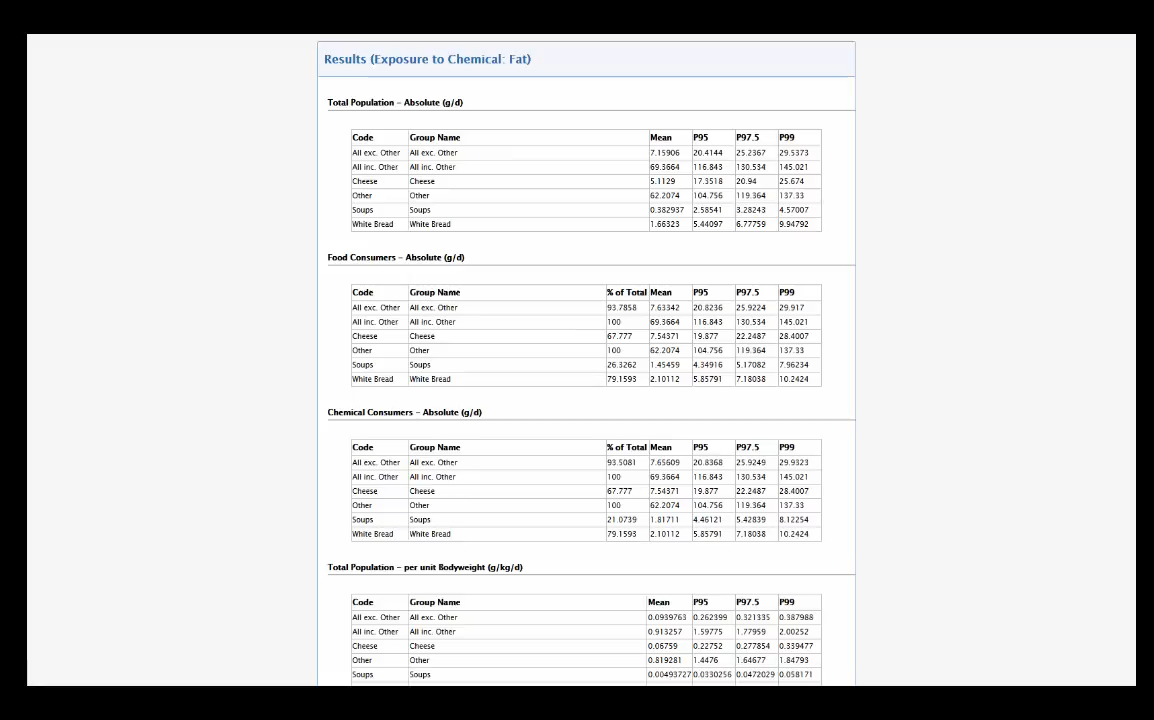 Results (Exposure to Chemical: Fat)
Total Population – Absolute (g/d)
Code Group Name Mean P95 P97.5 P99
All exc. Other All exc. Other 7.15906 20.4144 25.2367 29.5373
All inc. Other All inc. Other 69.3664 116.843 130.534 145.021
Cheese Cheese 5.1129 17.3518 20.94 25.674
Other Other 62.2074 104.756 119.364 137.33
Soups Soups 0.382937 2.58541 3.28243 4.57007
White Bread White Bread 1.66323 5.44097 6.77759 9.94792
Food Consumers – Absolute (g/d)
Code Group Name % of Total Mean P95 P97.5 P99
All exc. Other All exc. Other 93.7858 7.63342 20.8236 25.9224 29.917
All inc. Other All inc. Other 100 69.3664 116.843 130.534 145.021
Cheese Cheese 67.777 7.54371 19.877 22.2487 28.4007
Other Other 100 62.2074 104.756 119.364 137.33
Soups Soups 26.3262 1.45459 4.34916 5.17082 7.96234
White Bread White Bread 79.1593 2.10112 5.85791 7.18038 10.2424
Chemical Consumers – Absolute (g/d)
Code Group Name % of Total Mean P95 P97.5 P99
All exc. Other All exc. Other 93.5081 7.65609 20.8368 25.9249 29.9323
All inc. Other All inc. Other 100 69.3664 116.843 130.534 145.021
Cheese Cheese 67.777 7.54371 19.877 22.2487 28.4007
Other Other 100 62.2074 104.756 119.364 137.33
Soups Soups 21.0739 1.81711 4.46121 5.42839 8.12254
White Bread White Bread 79.1593 2.10112 5.85791 7.18038 10.2424
Total Population – per unit Bodyweight (g/kg/d)
Code Group Name Mean P95 P97.5 P99
All exc. Other All exc. Other 0.0939763 0.262399 0.321335 0.387988
All inc. Other All inc. Other 0.913257 1.59775 1.77959 2.00252
Cheese Cheese 0.06759 0.22752 0.277854 0.339477
Other Other 0.819281 1.4476 1.64677 1.84793
Soups Soups 0.00493727 0.0330256 0.0472029 0.058171